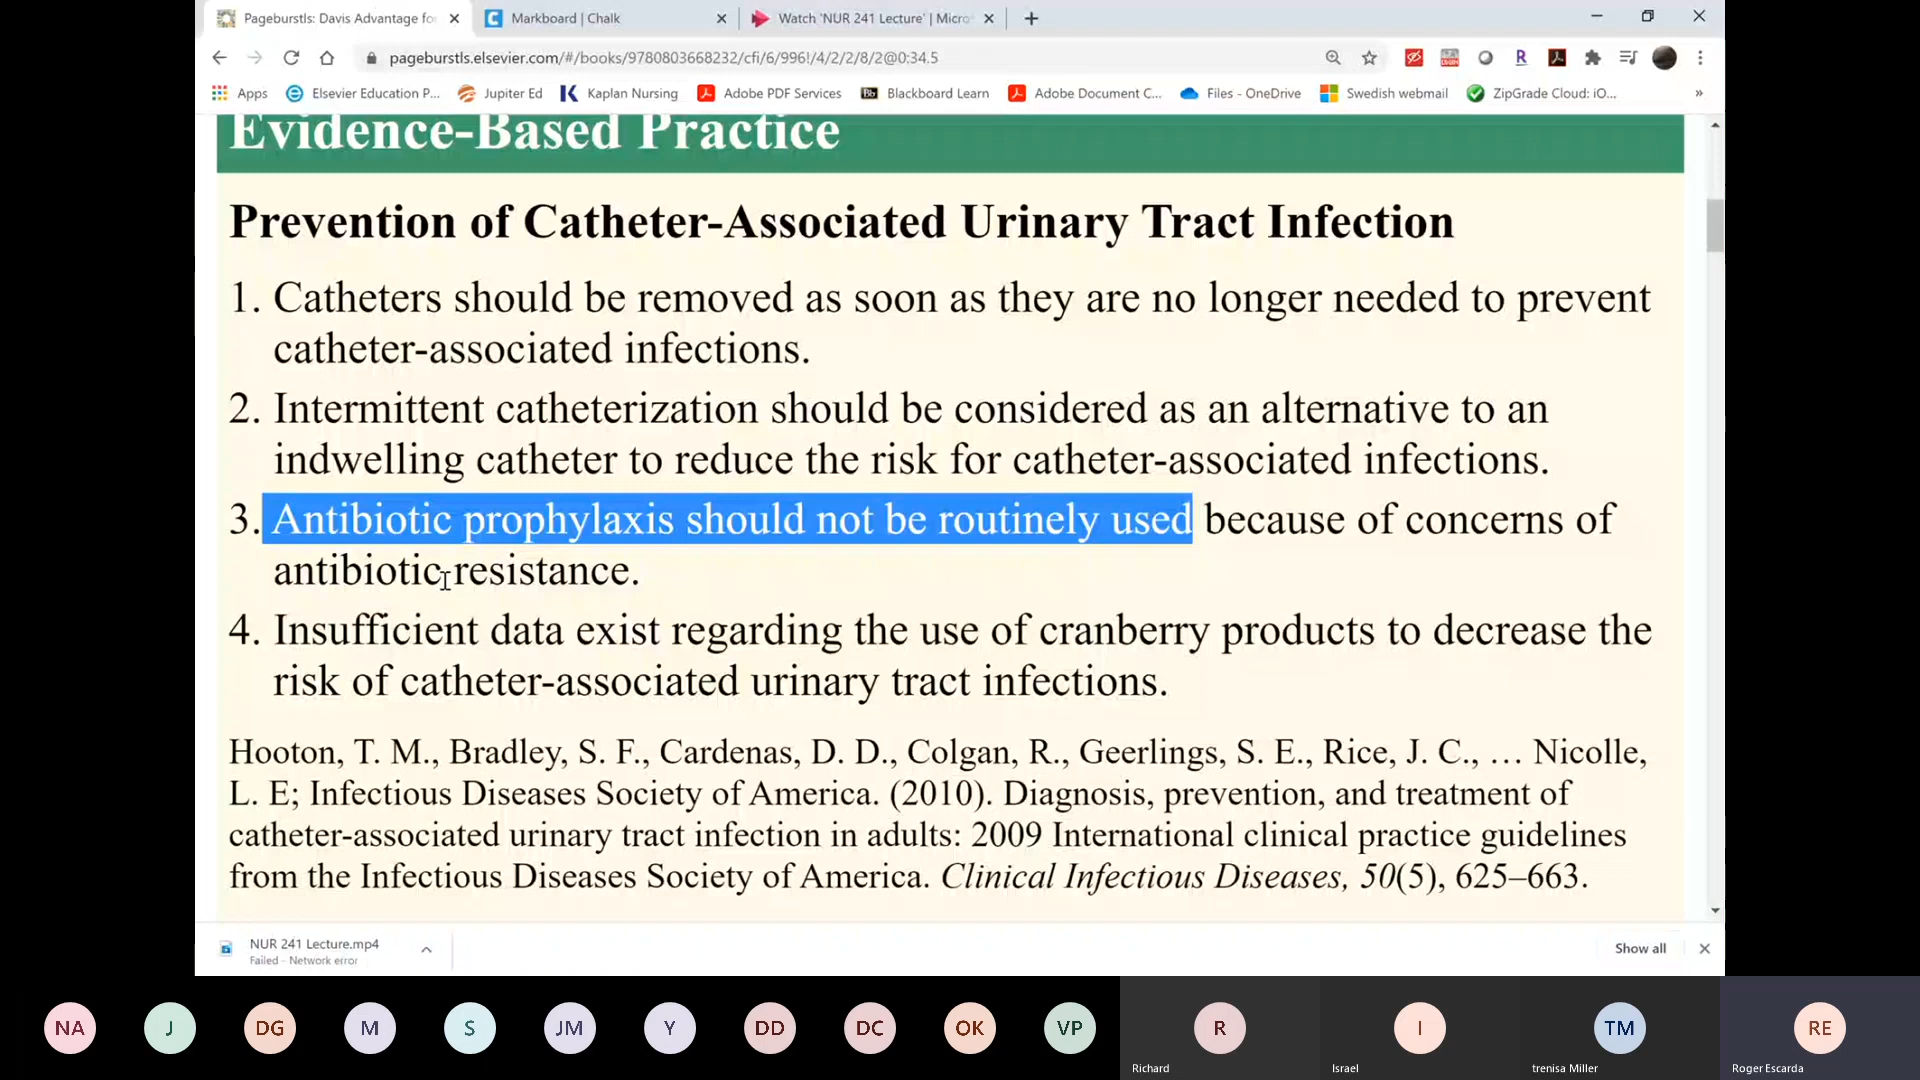 Pageburstls: Davis Advantage fo
Markboard | Chalk
Watch 'NUR 241 Lecture' | Micro
pageburstls.elsevier.com/#/books/9780803668232/cfi/6/996!/4/2/2/8/2@0:34.5
Apps
Elsevier Education P...
Jupiter Ed
Kaplan Nursing
Adobe PDF Services
Bb
Blackboard Learn
Adobe Document C...
Files - OneDrive
Swedish webmail
ZipGrade Cloud: iO...
Evidence-Based Practice
Prevention of Catheter-Associated Urinary Tract Infection
1. Catheters should be removed as soon as they are no longer needed to prevent
catheter-associated infections.
2. Intermittent catheterization should be considered as an alternative to an
indwelling catheter to reduce the risk for catheter-associated infections.
3. Antibiotic prophylaxis should not be routinely used because of concerns of
antibiotic resistance.
4. Insufficient data exist regarding the use of cranberry products to decrease the
risk of catheter-associated urinary tract infections.
Hooton, T. M., Bradley, S. F., Cardenas, D. D., Colgan, R., Geerlings, S. E., Rice, J. C., … Nicolle,
L. E; Infectious Diseases Society of America. (2010). Diagnosis, prevention, and treatment of
catheter-associated urinary tract infection in adults: 2009 International clinical practice guidelines
from the Infectious Diseases Society of America. Clinical Infectious Diseases, 50(5), 625–663.
NUR 241 Lecture.mp4
Failed - Network error
Show all
NA
J
DG
M
S
JM
Y
DD
DC
OK
VP
R
Richard
I
Israel
TM
trenisa Miller
RE
Roger Escarda